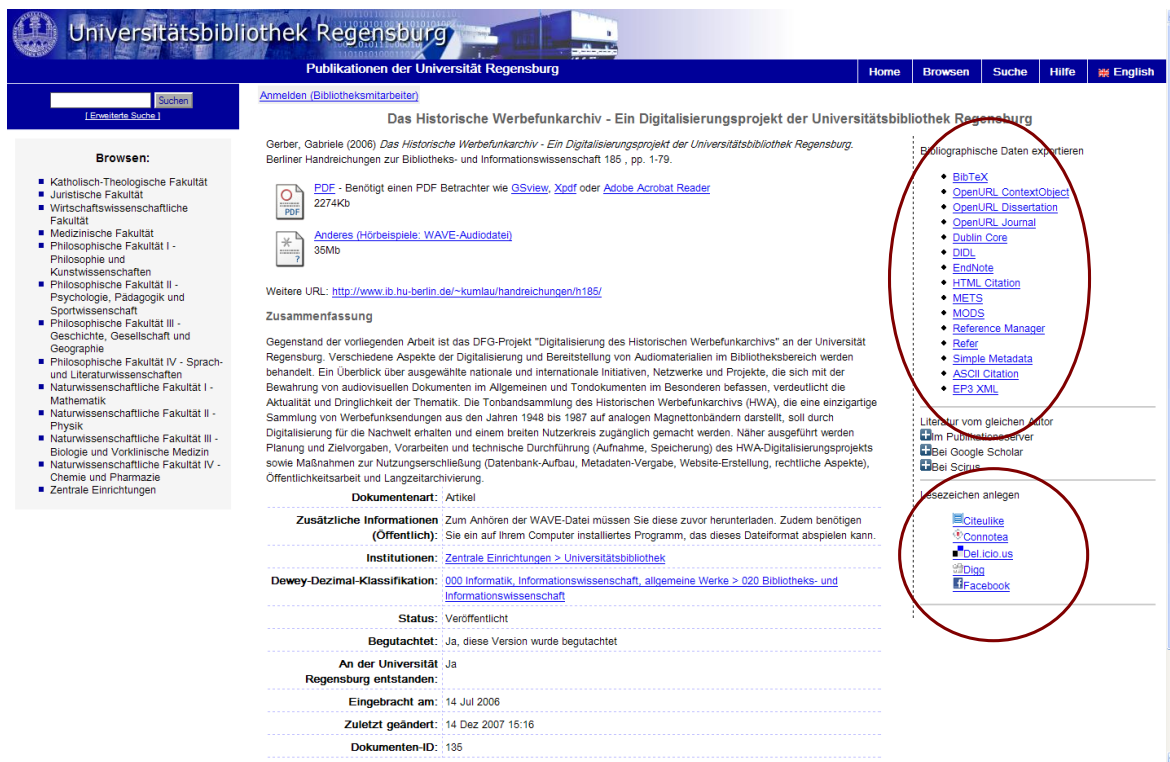 Universitätsbibliothek Regensburg
Publikationen der Universität Regensburg
Home
Browsen
Suche
Hilfe
English
Suchen
[ Erweiterte Suche ]
Browsen:
Katholisch-Theologische Fakultät
Juristische Fakultät
Wirtschaftswissenschaftliche
Fakultät
Medizinische Fakultät
Philosophische Fakultät I -
Philosophie und
Kunstwissenschaften
Philosophische Fakultät II -
Psychologie, Pädagogik und
Sportwissenschaft
Philosophische Fakultät III -
Geschichte, Gesellschaft und
Geographie
Philosophische Fakultät IV - Sprach-
und Literaturwissenschaften
Naturwissenschaftliche Fakultät I -
Mathematik
Naturwissenschaftliche Fakultät II -
Physik
Naturwissenschaftliche Fakultät III -
Biologie und Vorklinische Medizin
Naturwissenschaftliche Fakultät IV -
Chemie und Pharmazie
Zentrale Einrichtungen
Anmelden (Bibliotheksmitarbeiter)
Das Historische Werbefunkarchiv - Ein Digitalisierungsprojekt der Universitätsbibliothek Regensburg
Gerber, Gabriele (2006) Das Historische Werbefunkarchiv - Ein Digitalisierungsprojekt der Universitätsbibliothek Regensburg.
Berliner Handreichungen zur Bibliotheks- und Informationswissenschaft 185 , pp. 1-79.
PDF
PDF - Benötigt einen PDF Betrachter wie GSview, Xpdf oder Adobe Acrobat Reader
2274Kb
?
Anderes (Hörbeispiele: WAVE-Audiodatei)
35Mb
Weitere URL: http://www.ib.hu-berlin.de/~kumlau/handreichungen/h185/
Zusammenfassung
Gegenstand der vorliegenden Arbeit ist das DFG-Projekt "Digitalisierung des Historischen Werbefunkarchivs" an der Universität
Regensburg. Verschiedene Aspekte der Digitalisierung und Bereitstellung von Audiomaterialien im Bibliotheksbereich werden
behandelt. Ein Überblick über ausgewählte nationale und internationale Initiativen, Netzwerke und Projekte, die sich mit der
Bewahrung von audiovisuellen Dokumenten im Allgemeinen und Tondokumenten im Besonderen befassen, verdeutlicht die
Aktualität und Dringlichkeit der Thematik. Die Tonbandsammlung des Historischen Werbefunkarchivs (HWA), die eine einzigartige
Sammlung von Werbefunksendungen aus den Jahren 1948 bis 1987 auf analogen Magnettonbändern darstellt, soll durch
Digitalisierung für die Nachwelt erhalten und einem breiten Nutzerkreis zugänglich gemacht werden. Näher ausgeführt werden
Planung und Zielvorgaben, Vorarbeiten und technische Durchführung (Aufnahme, Speicherung) des HWA-Digitalisierungsprojekts
sowie Maßnahmen zur Nutzungserschließung (Datenbank-Aufbau, Metadaten-Vergabe, Website-Erstellung, rechtliche Aspekte),
Öffentlichkeitsarbeit und Langzeitarchivierung.
Dokumentenart: Artikel
Zusätzliche Informationen Zum Anhören der WAVE-Datei müssen Sie diese zuvor herunterladen. Zudem benötigen
(Öffentlich): Sie ein auf Ihrem Computer installiertes Programm, das dieses Dateiformat abspielen kann.
Institutionen: Zentrale Einrichtungen > Universitätsbibliothek
Dewey-Dezimal-Klassifikation: 000 Informatik, Informationswissenschaft, allgemeine Werke > 020 Bibliotheks- und
Informationswissenschaft
Status: Veröffentlicht
Begutachtet: Ja, diese Version wurde begutachtet
An der Universität Ja
Regensburg entstanden:
Eingebracht am: 14 Jul 2006
Zuletzt geändert: 14 Dez 2007 15:16
Dokumenten-ID: 135
Bibliographische Daten exportieren
BibTeX
OpenURL ContextObject
OpenURL Dissertation
OpenURL Journal
Dublin Core
DIDL
EndNote
HTML Citation
METS
MODS
Reference Manager
Refer
Simple Metadata
ASCII Citation
EP3 XML
Literatur vom gleichen Autor
Im Publikationsserver
Bei Google Scholar
Bei Scirus
Lesezeichen anlegen
Citeulike
Connotea
Del.icio.us
Digg
Facebook